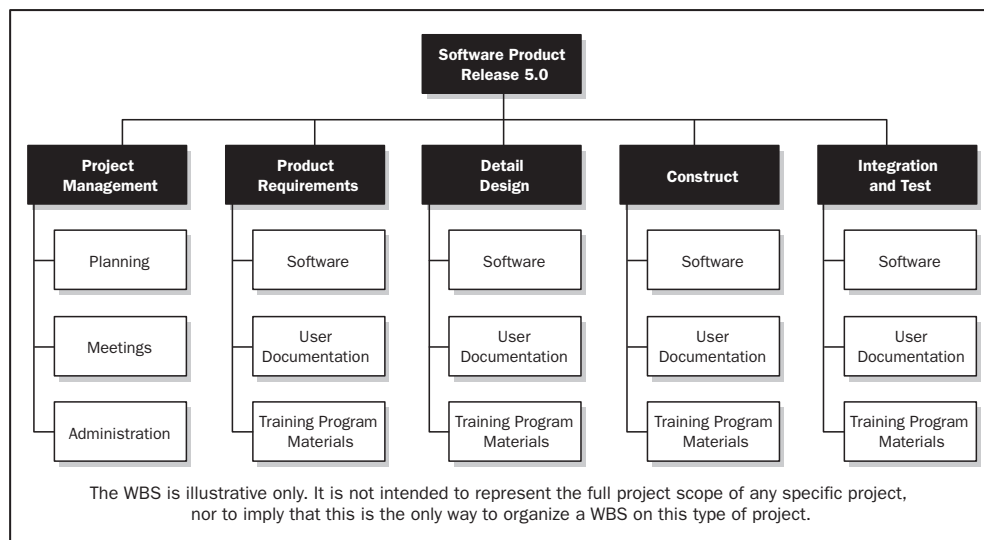 Software Product
Release 5.0
Project
Management
Product
Requirements
Detail
Design
Construct
Integration
and Test
Planning
Software
Software
Software
Software
Meetings
User
Documentation
User
Documentation
User
Documentation
User
Documentation
Administration
Training Program
Materials
Training Program
Materials
Training Program
Materials
Training Program
Materials
The WBS is illustrative only. It is not intended to represent the full project scope of any specific project,
nor to imply that this is the only way to organize a WBS on this type of project.